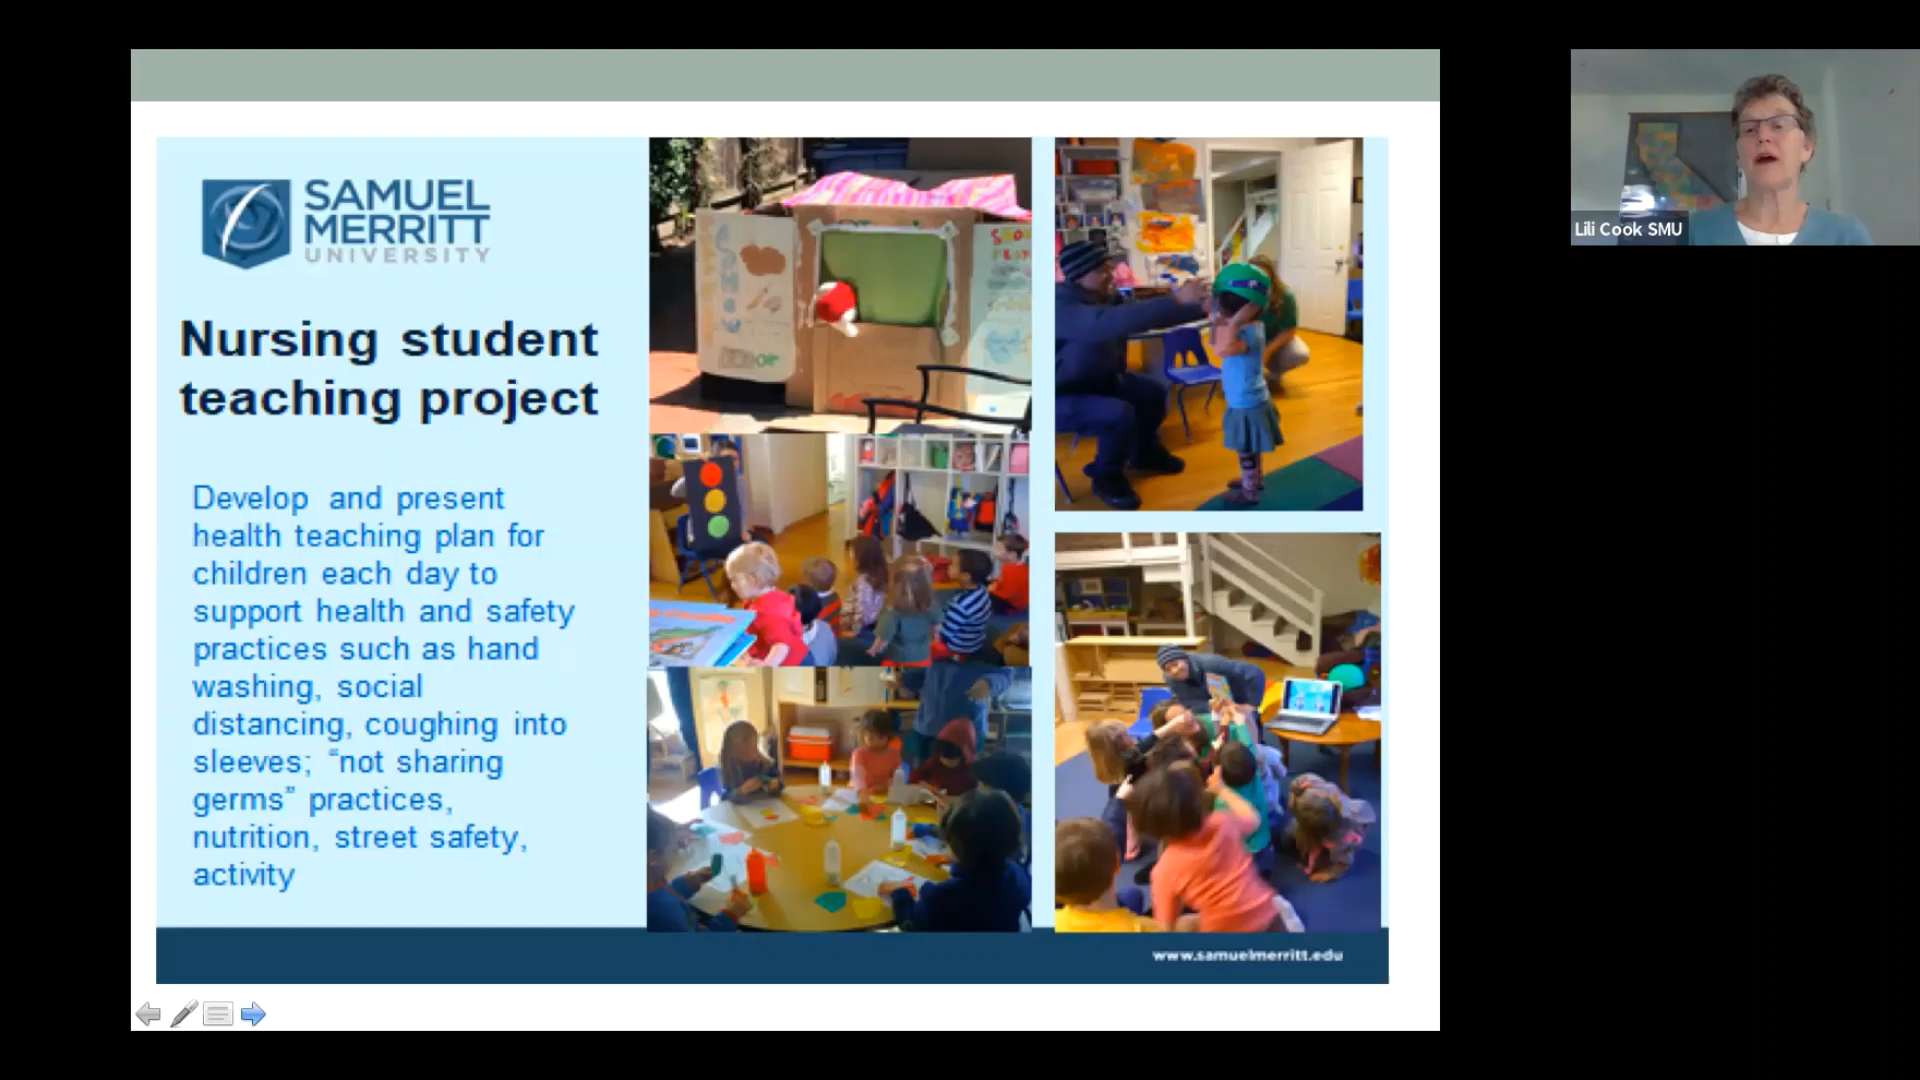 SAMUEL
MERRITT
UNIVERSITY
Nursing student
teaching project
Develop and present
health teaching plan for
children each day to
support health and safety
practices such as hand
washing, social
distancing, coughing into
sleeves; “not sharing
germs” practices,
nutrition, street safety,
activity
www.samuelmerritt.edu
Lili Cook SMU